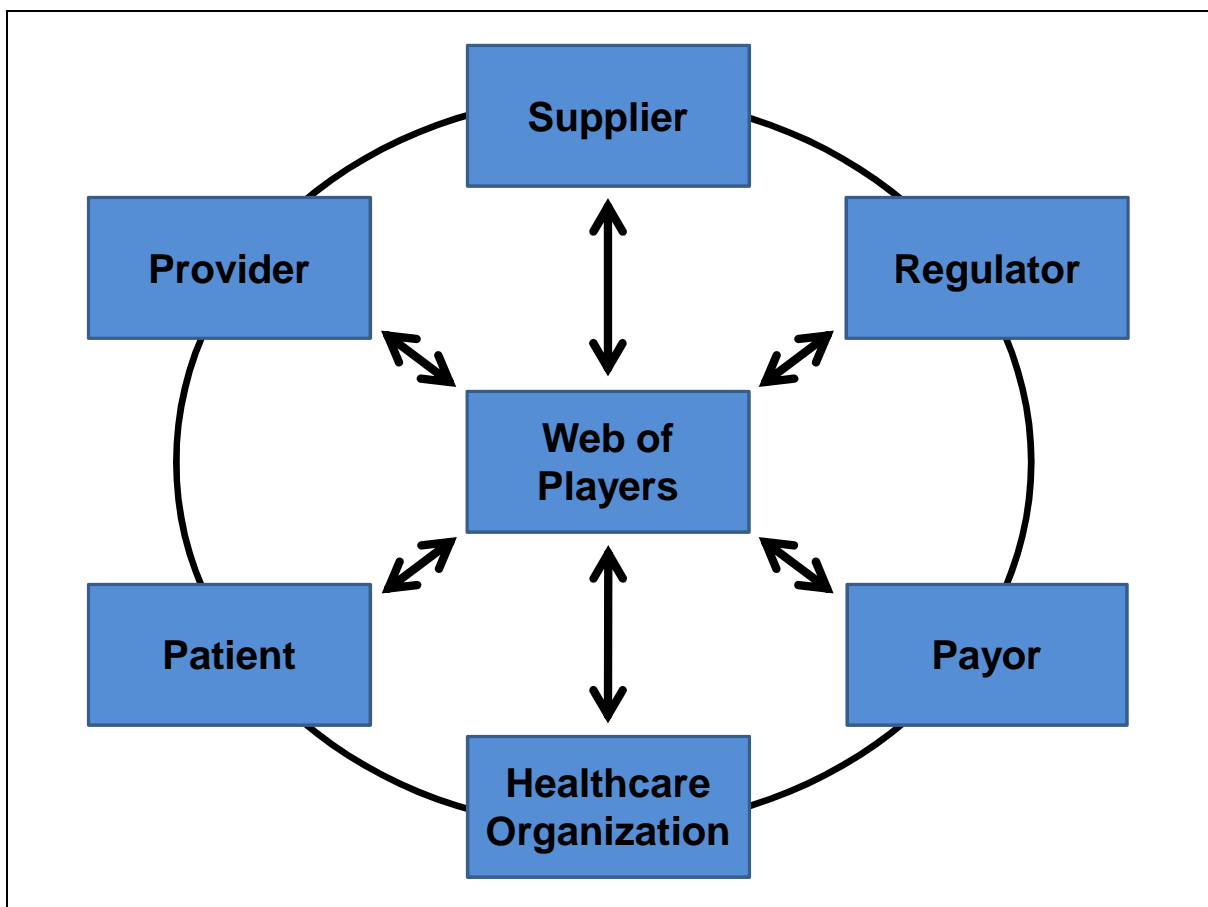 Supplier
Provider
Regulator
Web of
Players
Patient
Payor
Healthcare
Organization